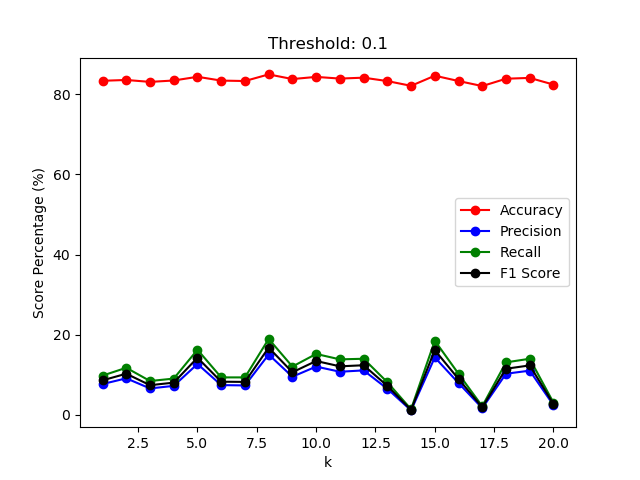 Threshold: 0.1
Score Percentage (%)
80
60
40
20
0
Accuracy
Precision
Recall
F1 Score
2.5 5.0 7.5 10.0 12.5 15.0 17.5 20.0
k